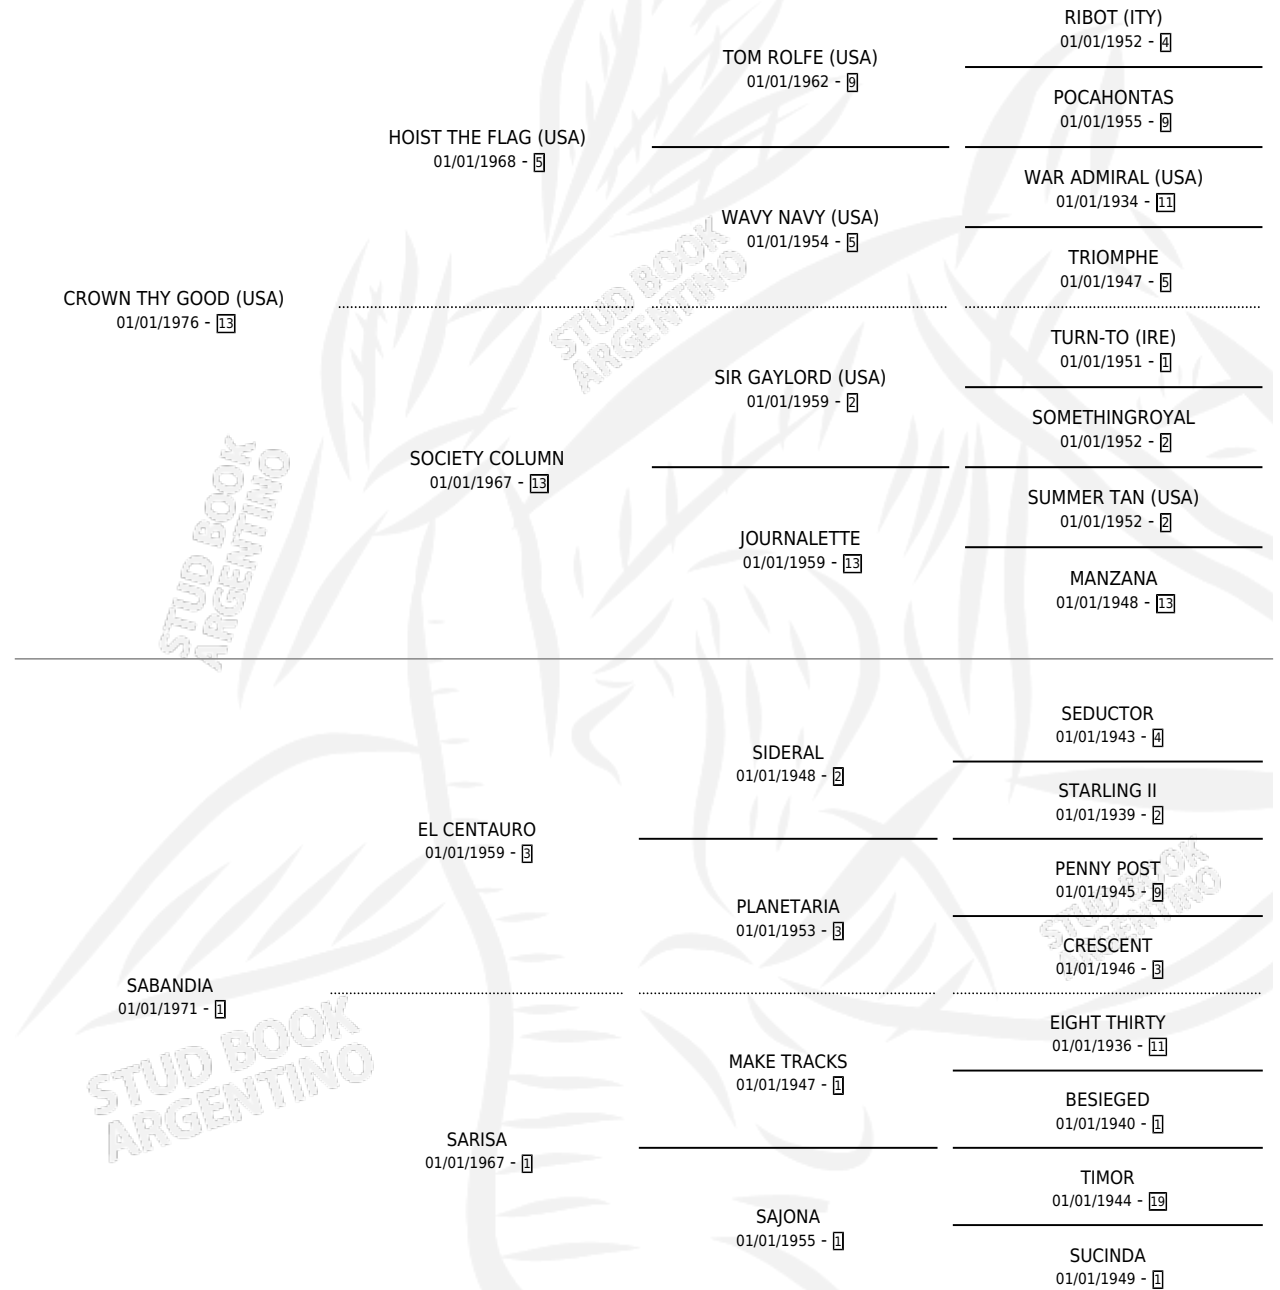 RIBOT (ITY)
01/01/1952 - 4
TOM ROLFE (USA)
01/01/1962 - 9
POCAHONTAS
01/01/1955 - 9
HOIST THE FLAG (USA)
01/01/1968 - 5
WAR ADMIRAL (USA)
01/01/1934 - 11
WAVY NAVY (USA)
01/01/1954 - 5
TRIOMPHE
01/01/1947 - 5
CROWN THY GOOD (USA)
01/01/1976 - 13
TURN-TO (IRE)
01/01/1951 - 1
SIR GAYLORD (USA)
01/01/1959 - 2
SOMETHINGROYAL
01/01/1952 - 2
SOCIETY COLUMN
01/01/1967 - 13
SUMMER TAN (USA)
01/01/1952 - 2
JOURNALETTE
01/01/1959 - 13
MANZANA
01/01/1948 - 13
SEDUCTOR
01/01/1943 - 4
SIDERAL
01/01/1948 - 2
STARLING II
01/01/1939 - 2
EL CENTAURO
01/01/1959 - 3
PENNY POST
01/01/1945 - 9
PLANETARIA
01/01/1953 - 3
CRESCENT
01/01/1946 - 3
SABANDIA
01/01/1971 - 1
EIGHT THIRTY
01/01/1936 - 11
MAKE TRACKS
01/01/1947 - 1
BESIEGED
01/01/1940 - 1
SARISA
01/01/1967 - 1
TIMOR
01/01/1944 - 19
SAJONA
01/01/1955 - 1
SUCINDA
01/01/1949 - 1
STUD BOOK
ARGENTINO
STUD BOOK
ARGENTINO
STUD BOOK
ARGENTINO
STUD BOOK
ARGENTINO